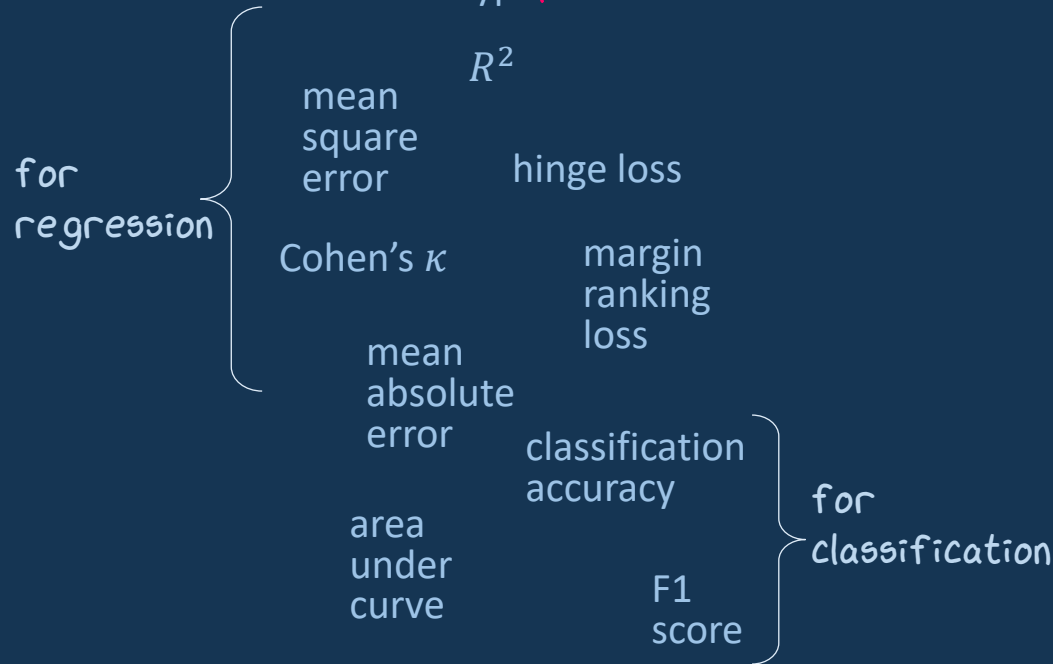 R²
mean
square
error
hinge loss
for
regression
Cohen's κ
margin
ranking
loss
mean
absolute
error
classification
accuracy
for
classification
area
under
curve
F1
score